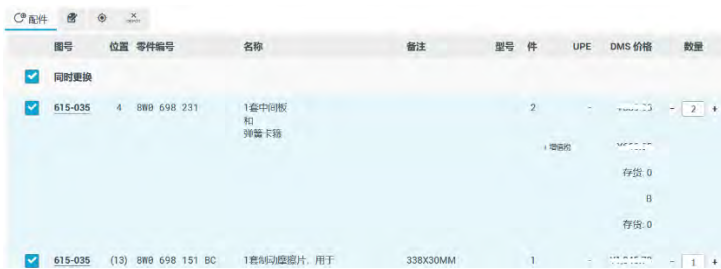 配件
图号 位置 零件编号 名称 备注 型号 件 UPE DMS 价格 数量
同时更换
615-035 4 8W0 698 231 1套中间板 2 - - 2 +
和
弹簧卡箍
+ 增值税
存货: 0
B
存货: 0
615-035 (13) 8W0 698 151 BC 1套制动摩擦片, 用于 338X30MM 1 - - 1 +